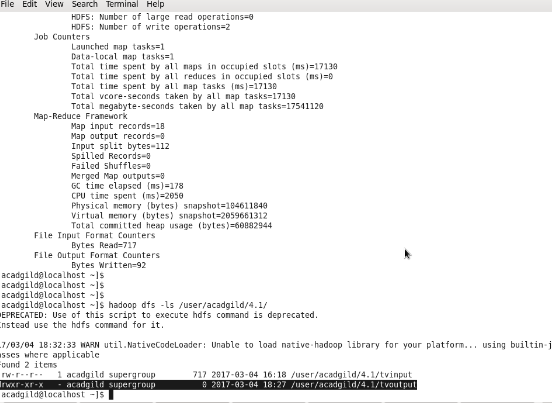 File Edit View Search Terminal
HDFS: Number of large read operations=0
HDFS: Number of write operations=2
Job Counters
Launched map tasks=1
Data-local map tasks=1
Total time spent by all maps in occupied slots (ms)=17130
Total time spent by all reduces in occupied slots (ms)=0
Total time spent by all map tasks (ms)=17130
Total vcore-seconds taken by all map tasks=17130
Total megabyte-seconds taken by all map tasks=17541120
Map-Reduce Framework
Map input records=18
Map output records=0
Input split bytes=112
Spilled Records=0
Failed Shuffles=0
Merged Map outputs=0
GC time elapsed (ms)=178
CPU time spent (ms)=2050
Physical memory (bytes) snapshot=104611840
Virtual memory (bytes) snapshot=2059661312
Total committed heap usage (bytes)=60882944
File Input Format Counters
Bytes Read=717
File Output Format Counters
Bytes Written=92
acadgild@localhost ~]$
acadgild@localhost ~]$
acadgild@localhost ~]$
acadgild@localhost ~]$ hadoop dfs -ls /user/acadgild/4.1/
DEPRECATED: Use of this script to execute hdfs command is deprecated.
Instead use the hdfs command for it.
17/03/04 18:32:33 WARN util.NativeCodeLoader: Unable to load native-hadoop library for your platform... using builtin-j
asses where applicable
Found 2 items
rw-r--r-- 1 acadgild supergroup 717 2017-03-04 16:18 /user/acadgild/4.1/tvinput
drwxr-xr-x - acadgild supergroup 0 2017-03-04 18:27 /user/acadgild/4.1/tvoutput
acadgild@localhost ~]$